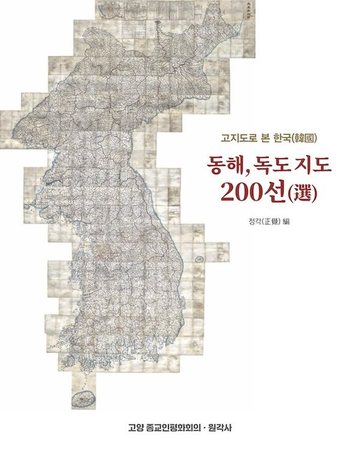 고지도로 본 한국(韓國)
동해, 독도 지도
200선(選)
정각(正覺) 編
고양 종교인평화회의 · 원각사